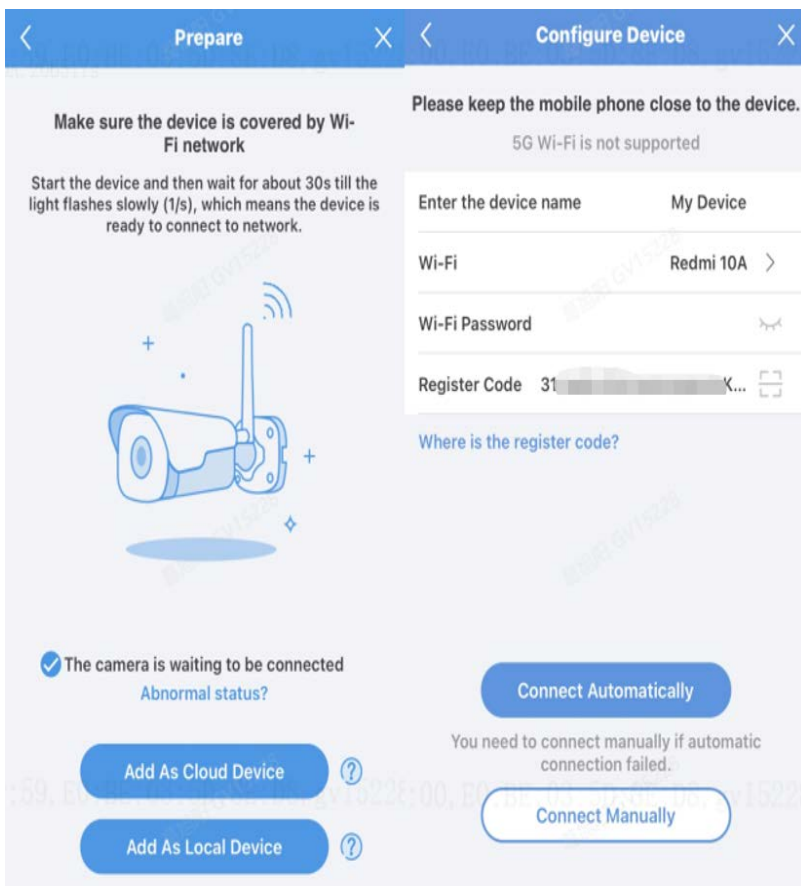 Prepare
Make sure the device is covered by Wi-
Fi network
Start the device and then wait for about 30s till the
light flashes slowly (1/s), which means the device is
ready to connect to network.
The camera is waiting to be connected
Abnormal status?
Add As Cloud Device
Add As Local Device
Configure Device
Please keep the mobile phone close to the device.
5G Wi-Fi is not supported
Enter the device name My Device
Wi-Fi Redmi 10A
Wi-Fi Password
Register Code 31 K...
Where is the register code?
Connect Automatically
You need to connect manually if automatic
connection failed.
Connect Manually